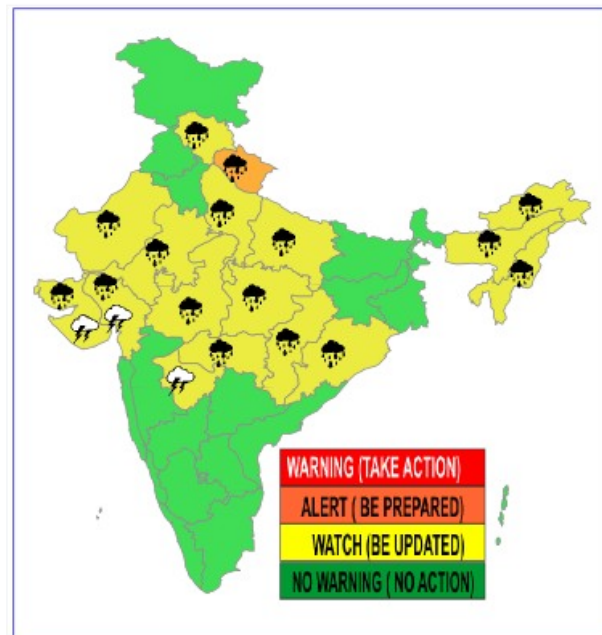 WARNING (TAKE ACTION)
ALERT ( BE PREPARED)
WATCH (BE UPDATED)
NO WARNING ( NO ACTION)